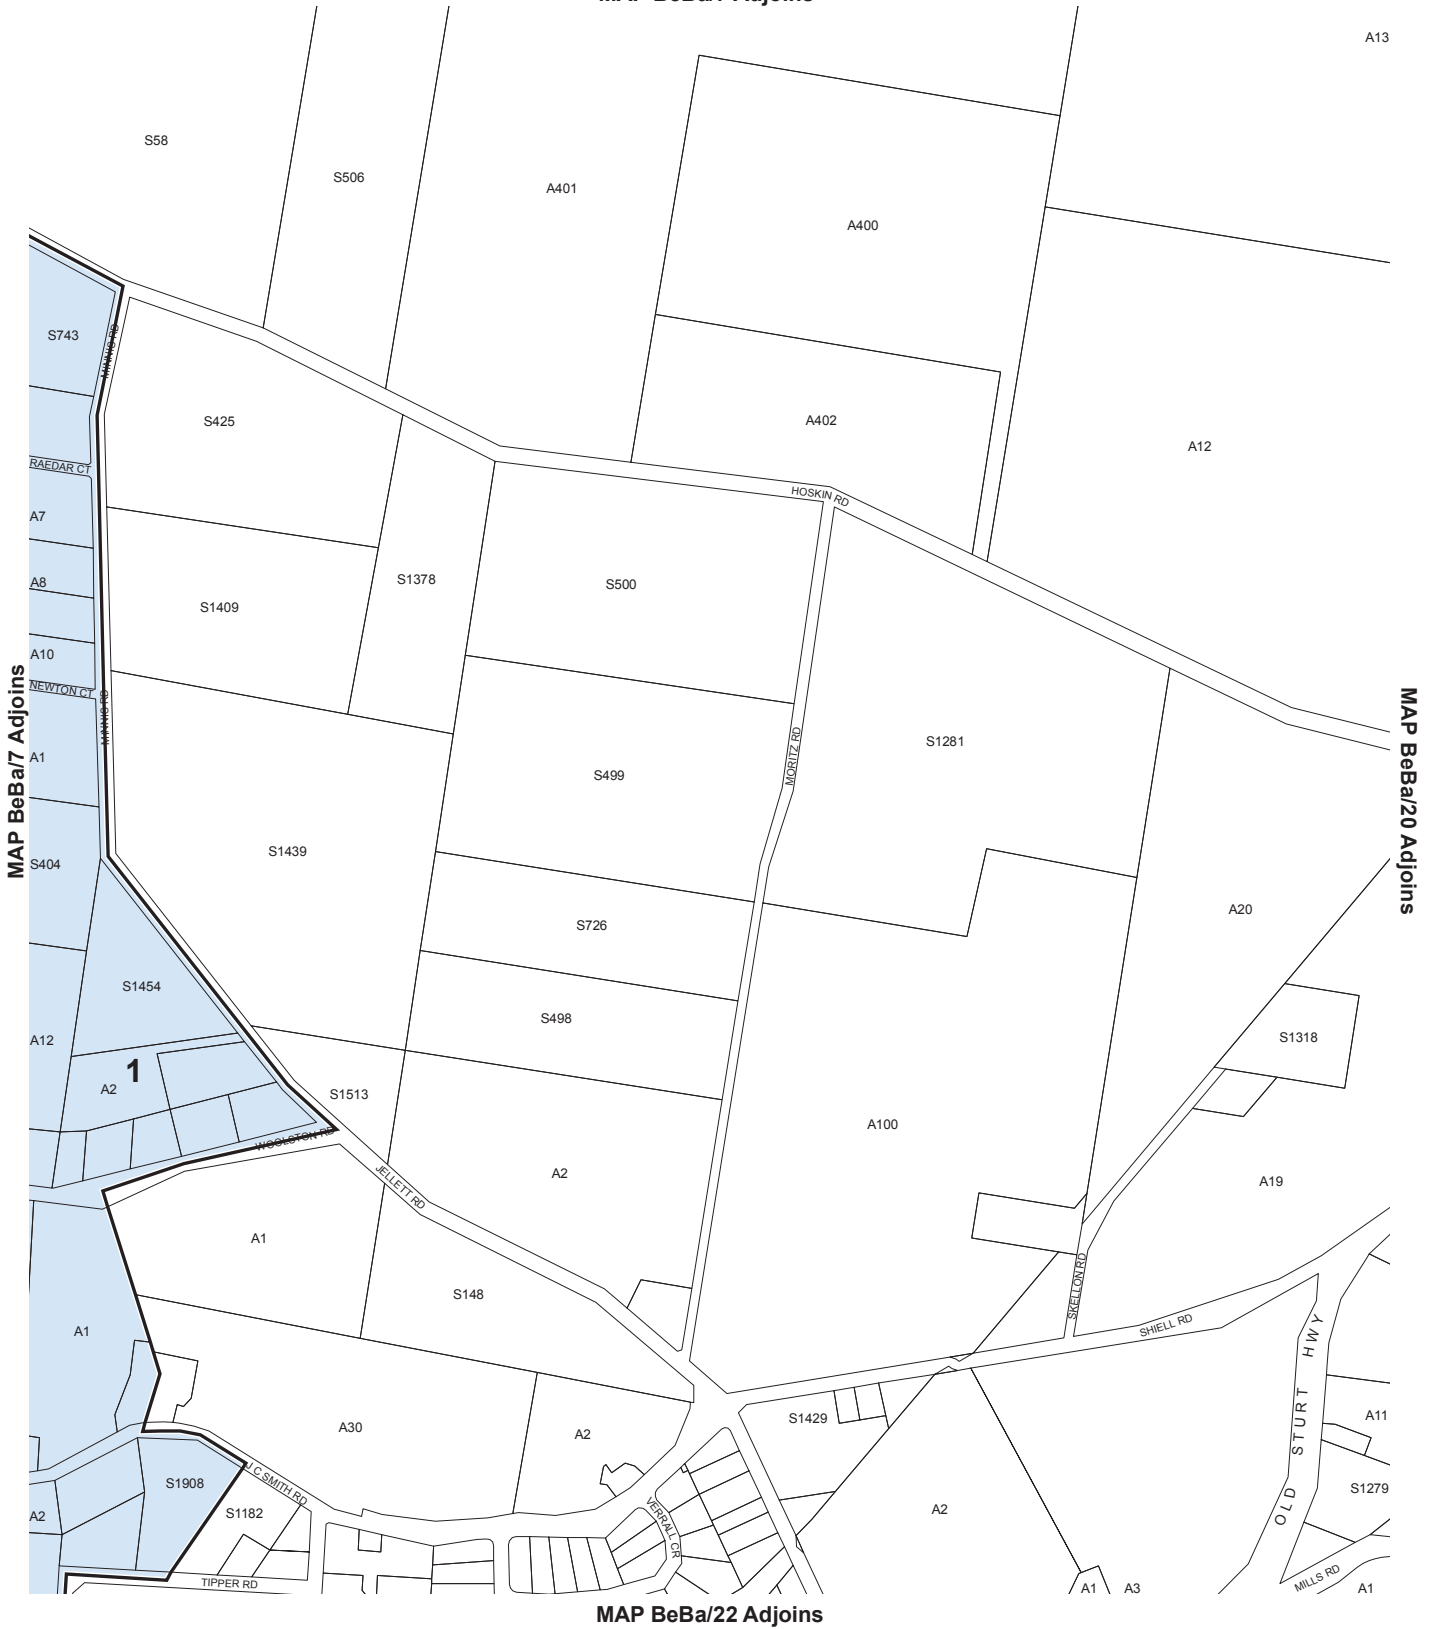 A13
S58
S506
A401
A400
S743
MINNIS RD
S425
A402
A12
RAEDAR CT
HOSKIN RD
A7
A8
S1378
S500
S1409
A10
NEWTON CT
MINNIS RD
MAP BeBa/7 Adjoins
MAP BeBa/20 Adjoins
A1
S499
MORITZ RD
S1281
S404
S1439
S726
A20
S1454
S498
A12
S1318
1
A2
S1513
A100
WOOLSTON RD
JELLETT RD
A2
A19
A1
S148
SKELLON RD
SHIELL RD
A1
OLD STURT HWY
A30
A2
S1429
A11
S1908
J C SMITH RD
S1279
A2
S1182
VERRALL CR
A2
TIPPER RD
A1
A3
MILLS RD
A1
MAP BeBa/22 Adjoins